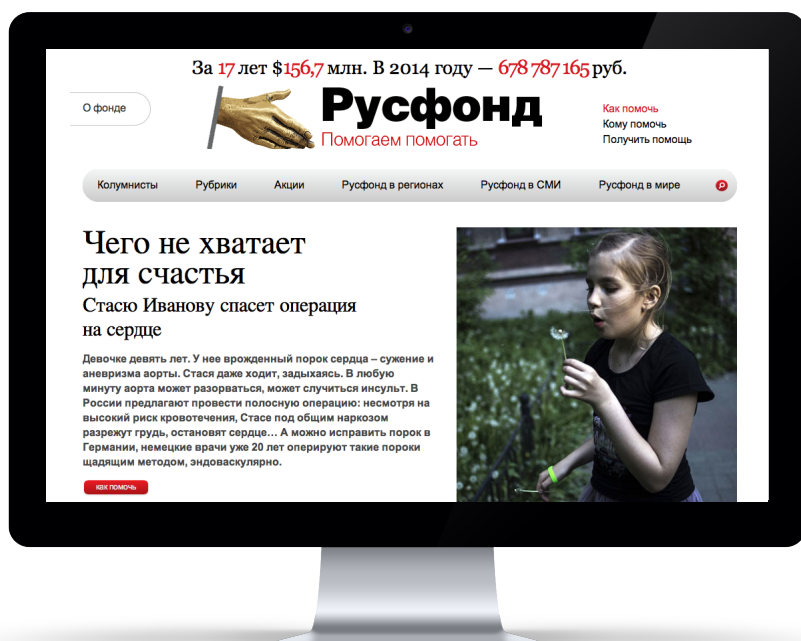 За 17 лет $156,7 млн. В 2014 году — 678 787 165 руб.
О фонде
Русфонд
Помогаем помогать
Как помочь
Кому помочь
Получить помощь
Колумнисты Рубрики Акции Русфонд в регионах Русфонд в СМИ Русфонд в мире
Чего не хватает
для счастья
Стасю Иванову спасет операция
на сердце
Девочке девять лет. У нее врожденный порок сердца – сужение и
аневризма аорты. Стася даже ходит, задыхаясь. В любую
минуту аорта может разорваться, может случиться инсульт. В
России предлагают провести полосную операцию: несмотря на
высокий риск кровотечения, Стасе под общим наркозом
разрежут грудь, остановят сердце... А можно исправить порок в
Германии, немецкие врачи уже 20 лет оперируют такие пороки
щадящим методом, эндоваскулярно.
как помочь